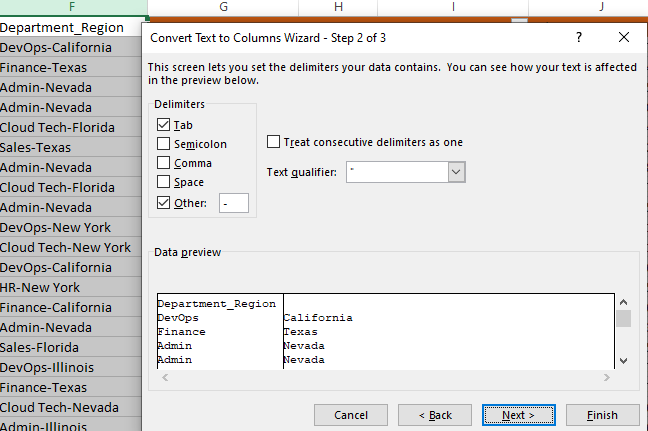 F G H I J
Department_Region
DevOps-California
Finance-Texas
Admin-Nevada
Admin-Nevada
Cloud Tech-Florida
Sales-Texas
Admin-Nevada
Cloud Tech-Florida
Admin-Nevada
DevOps-New York
Cloud Tech-New York
DevOps-California
HR-New York
Finance-California
Admin-Nevada
Sales-Florida
DevOps-Illinois
Finance-Texas
Cloud Tech-Nevada
Admin-Illinois
Convert Text to Columns Wizard - Step 2 of 3
? ×
This screen lets you set the delimiters your data contains. You can see how your text is affected
in the preview below.
Delimiters
Tab
Semicolon
Comma
Space
Other: -
Treat consecutive delimiters as one
Text qualifier: "
Data preview
Department_Region
DevOps California
Finance Texas
Admin Nevada
Admin Nevada
Cancel < Back Next > Finish